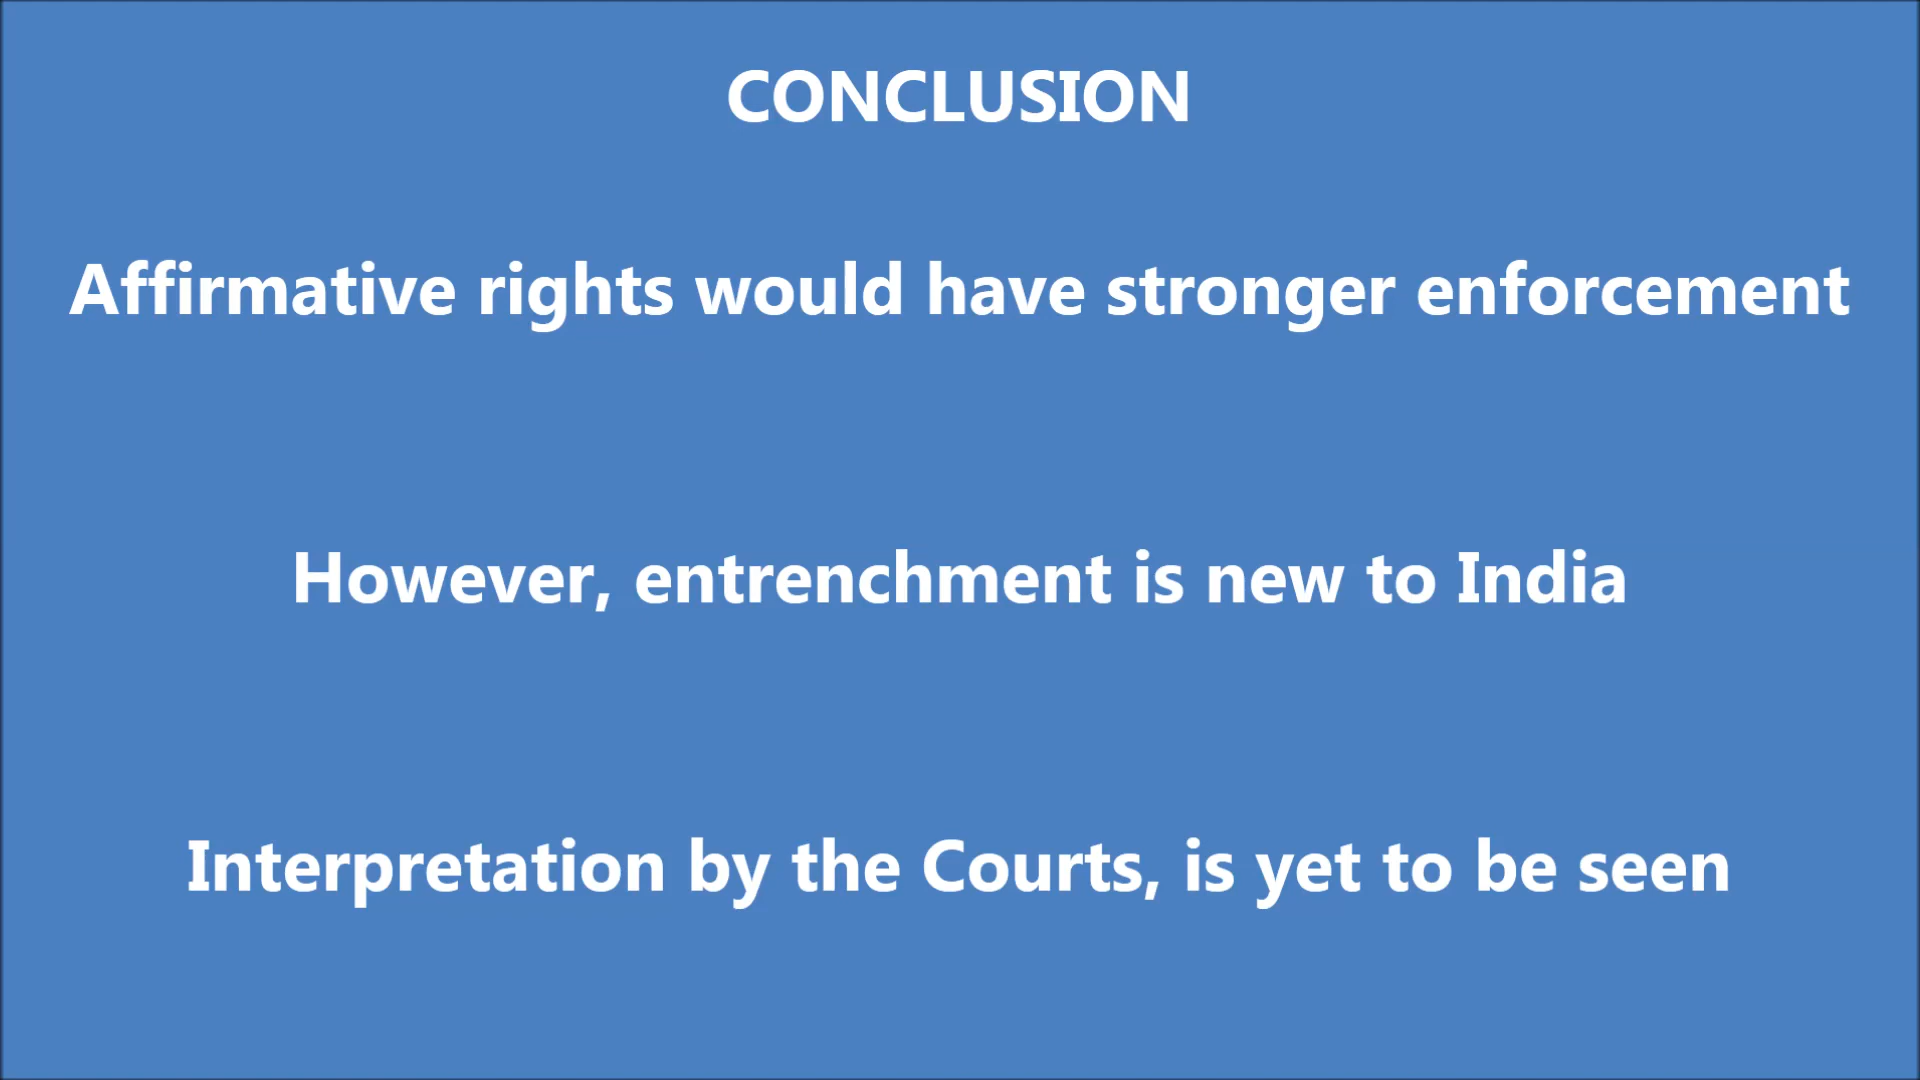 CONCLUSION
Affirmative rights would have stronger enforcement
However, entrenchment is new to India
Interpretation by the Courts, is yet to be seen